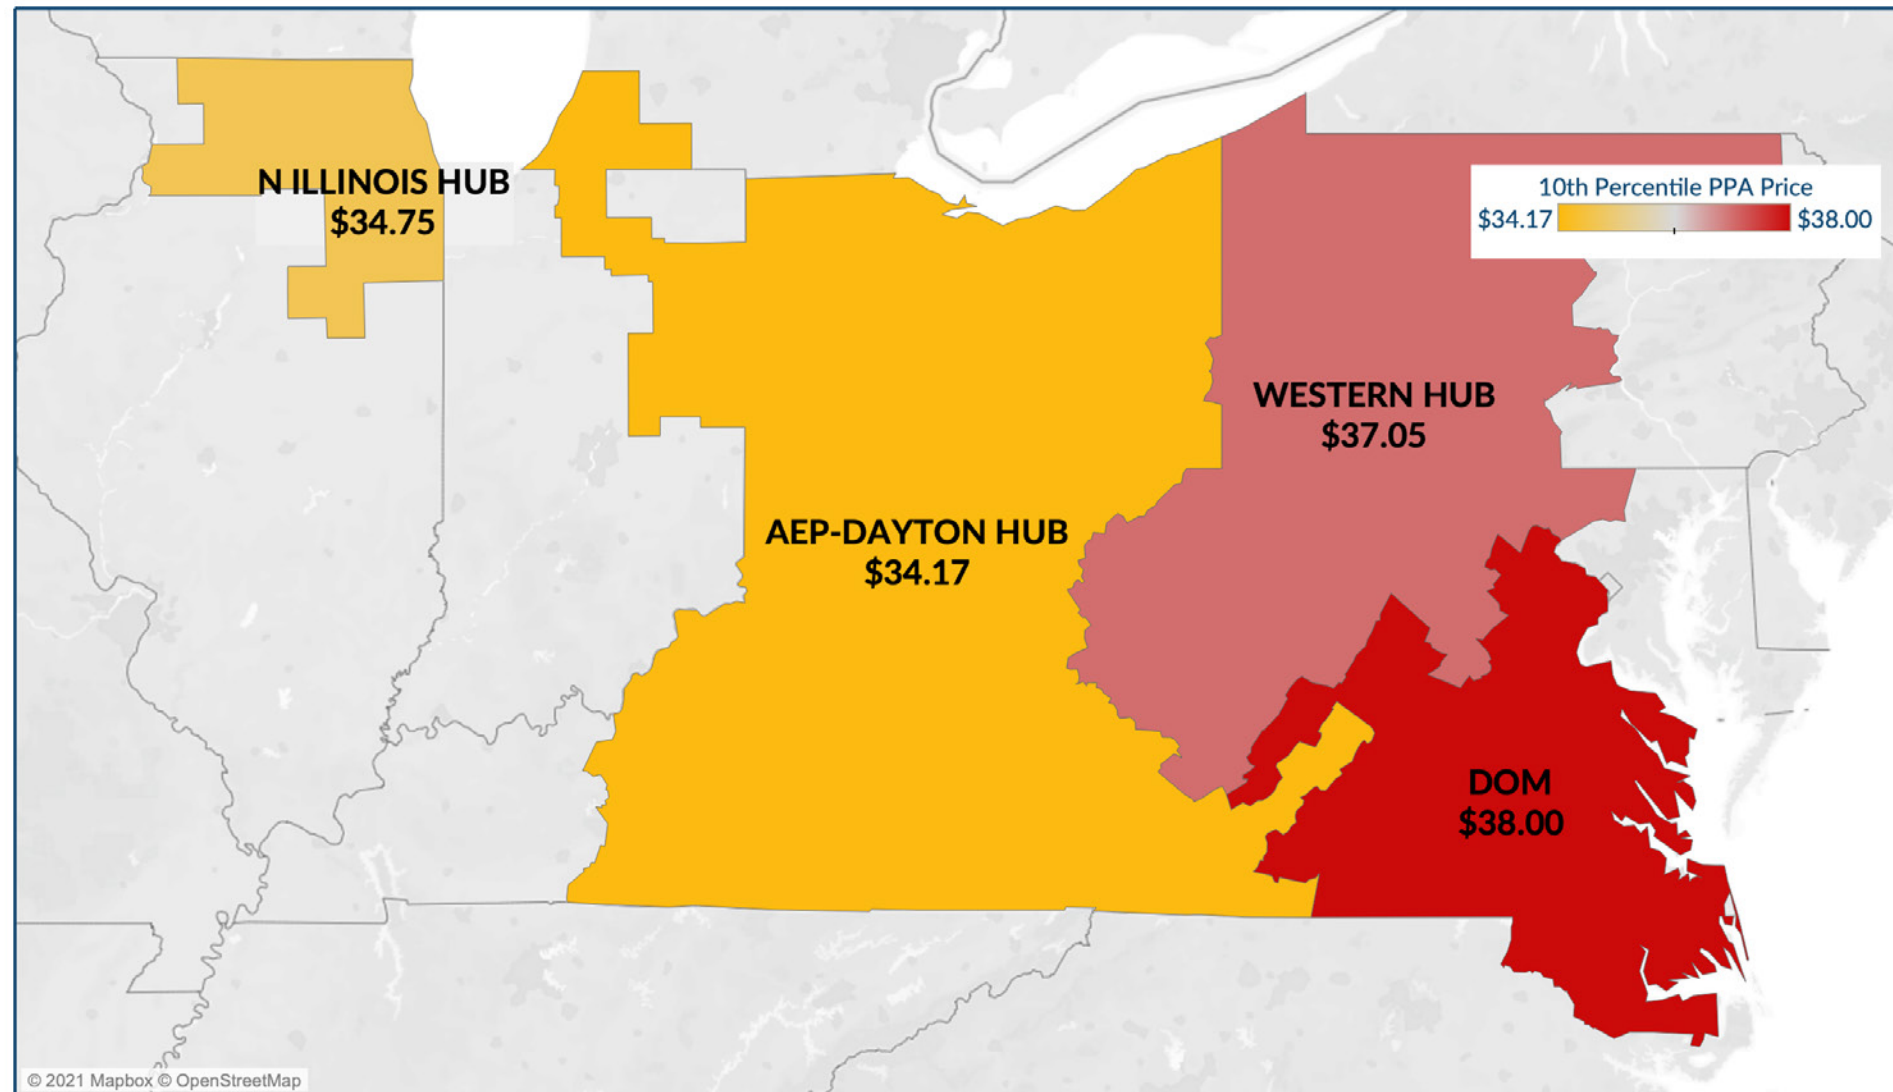 10th Percentile PPA Price
$34.17 $38.00
N ILLINOIS HUB
$34.75
WESTERN HUB
$37.05
AEP-DAYTON HUB
$34.17
DOM
$38.00
© 2021 Mapbox © OpenStreetMap